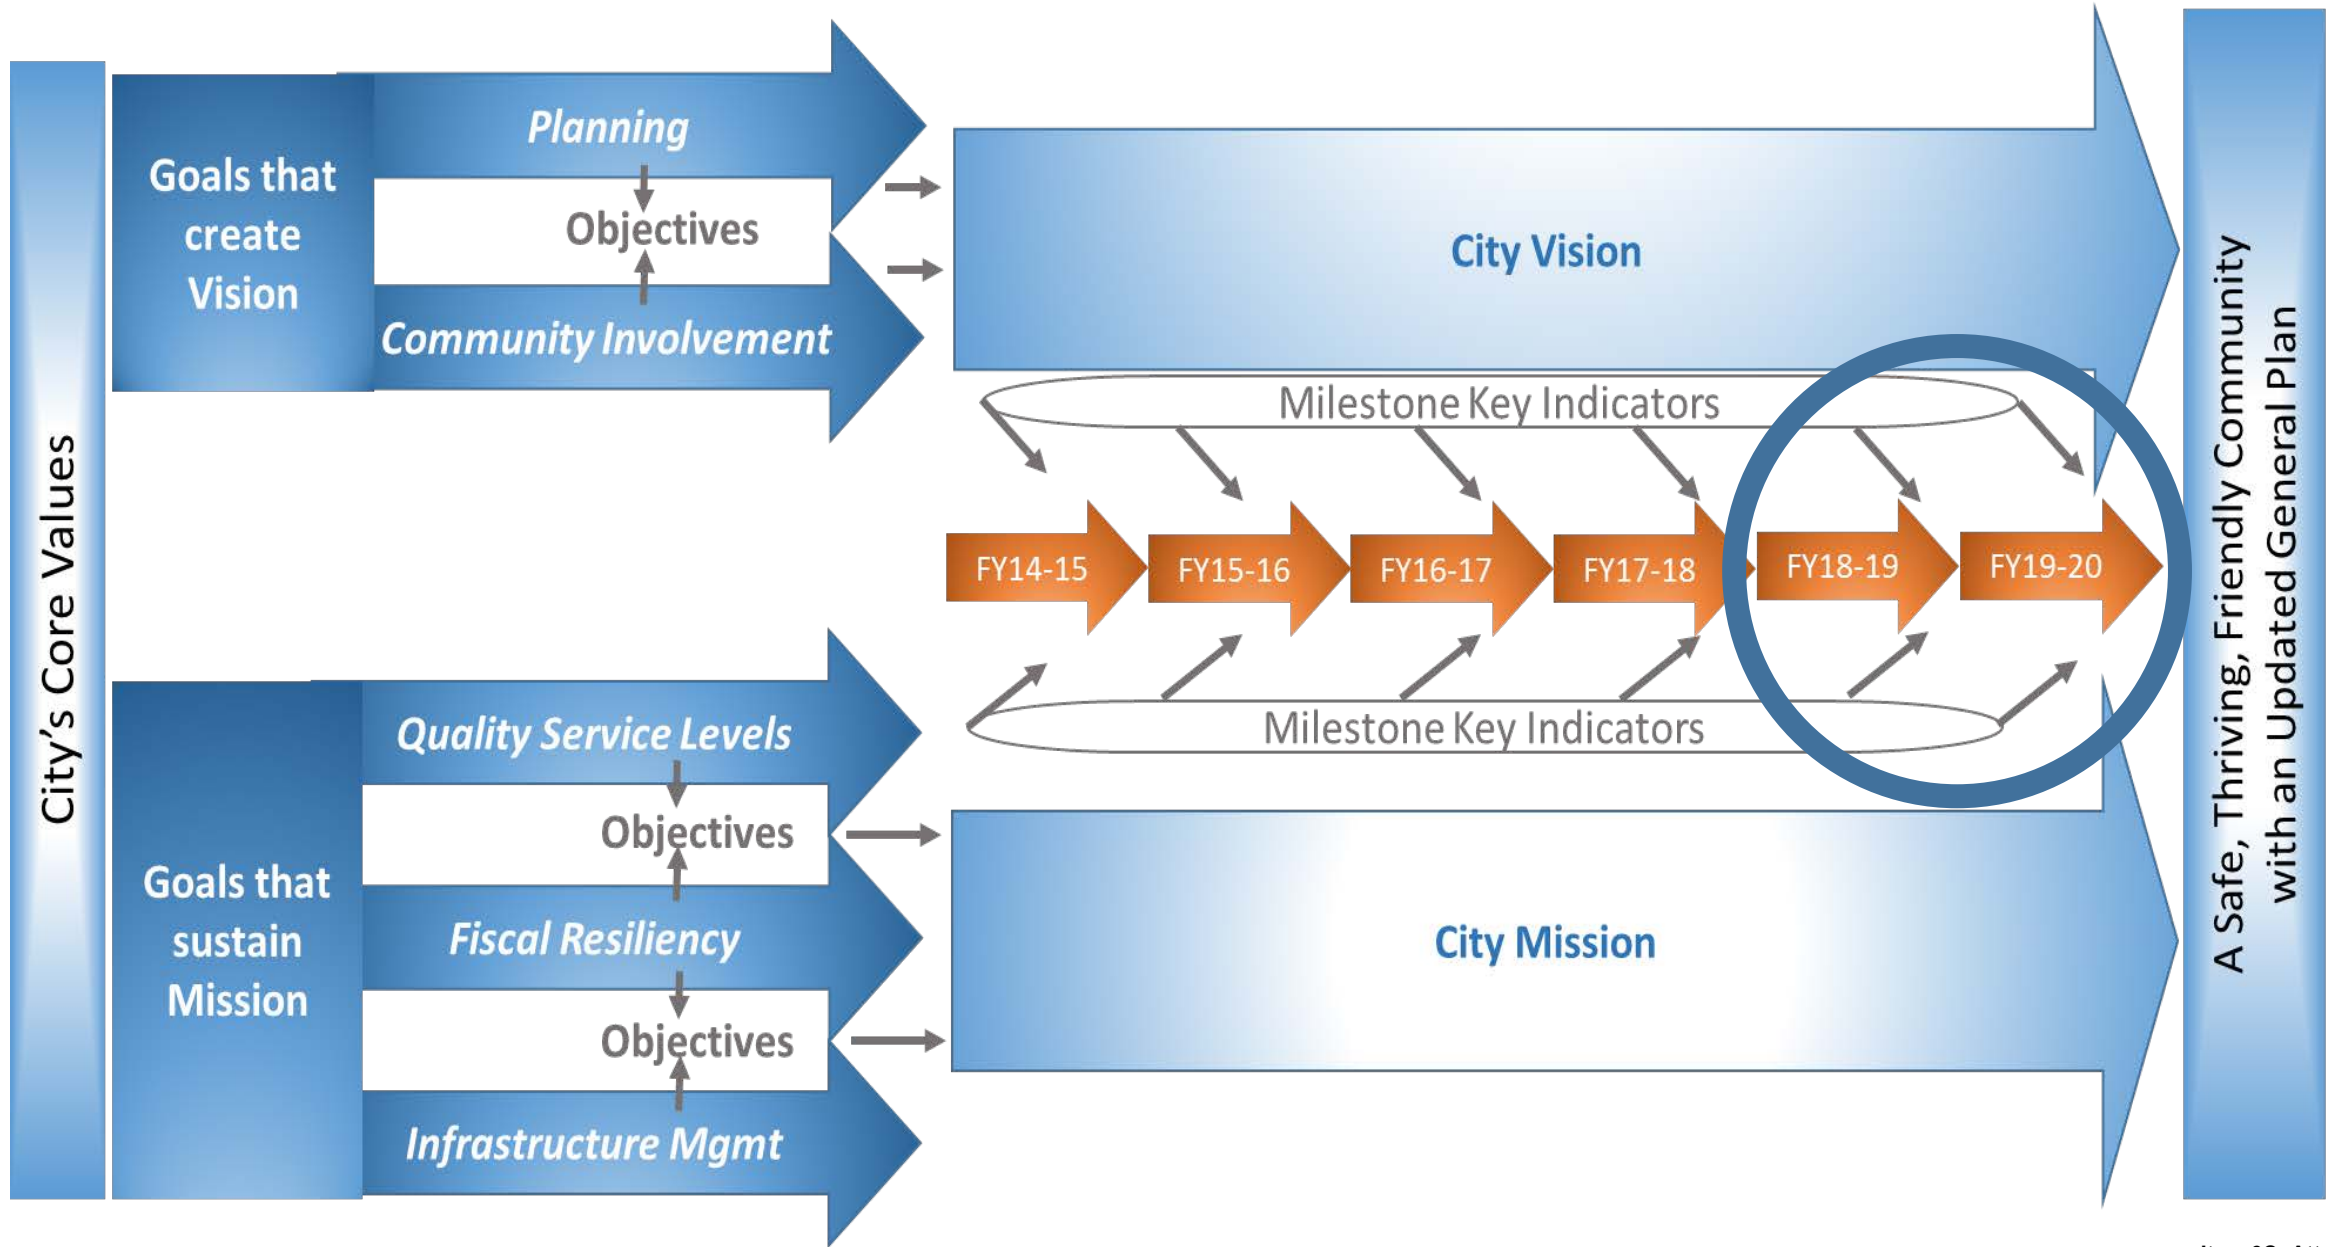 City's Core Values
Goals that
create
Vision
Planning
Objectives
Community Involvement
City Vision
Milestone Key Indicators
FY14-15
FY15-16
FY16-17
FY17-18
FY18-19
FY19-20
Milestone Key Indicators
Goals that
sustain
Mission
Quality Service Levels
Objectives
Fiscal Resiliency
Objectives
Infrastructure Mgmt
City Mission
A Safe, Thriving, Friendly Community
with an Updated General Plan